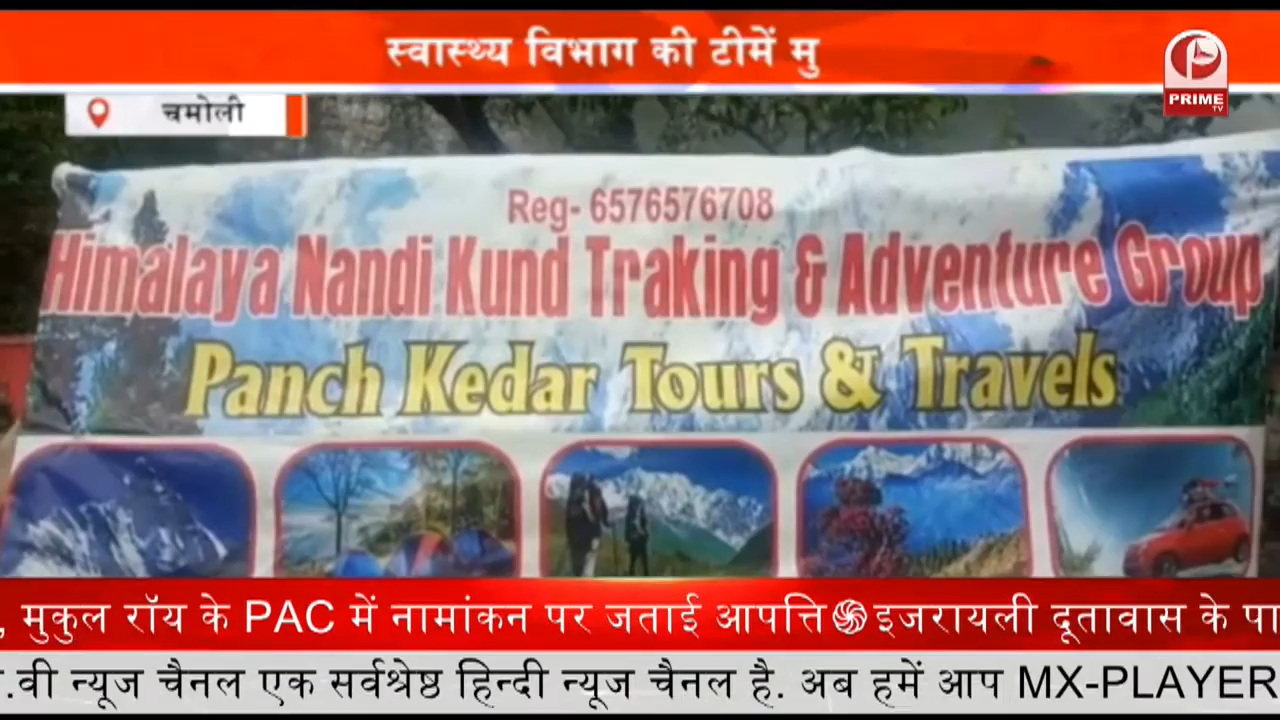 स्वास्थ्य विभाग की टीमें मु
PRIME
TV
चमोली
Reg- 6576576708
Himalaya Nandi Kund Traking & Adventure Group
Panch Kedar Tours & Travels
, मुकुल रॉय के PAC में नामांकन पर जताई आपत्ति इजरायली दूतावास के पा
.वी न्यूज चैनल एक सर्वश्रेष्ठ हिन्दी न्यूज चैनल है. अब हमें आप MX-PLAYER